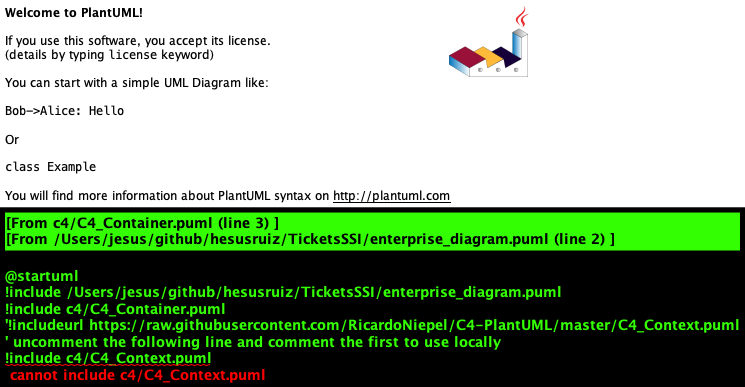 Welcome to PlantUML!
If you use this software, you accept its license.
(details by typing license keyword)
You can start with a simple UML Diagram like:
Bob->Alice: Hello
Or
class Example
You will find more information about PlantUML syntax on http://plantuml.com
[From c4/C4_Container.puml (line 3) ]
[From /Users/jesus/github/hesusruiz/TicketsSSI/enterprise_diagram.puml (line 2) ]
@startuml
!include /Users/jesus/github/hesusruiz/TicketsSSI/enterprise_diagram.puml
!include c4/C4_Container.puml
'!includeurl https://raw.githubusercontent.com/RicardoNiepel/C4-PlantUML/master/C4_Context.puml
' uncomment the following line and comment the first to use locally
!include c4/C4_Context.puml
cannot include c4/C4_Context.puml